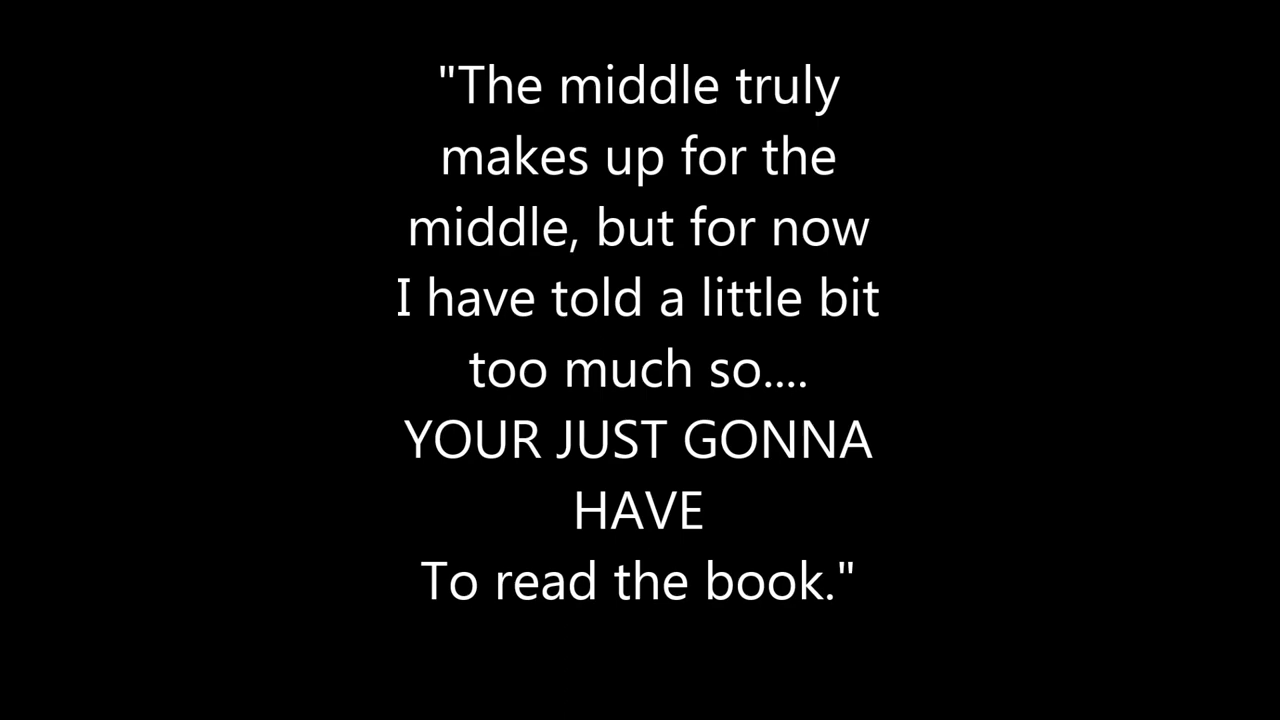 "The middle truly
makes up for the
middle, but for now
I have told a little bit
too much so....
YOUR JUST GONNA
HAVE
To read the book."